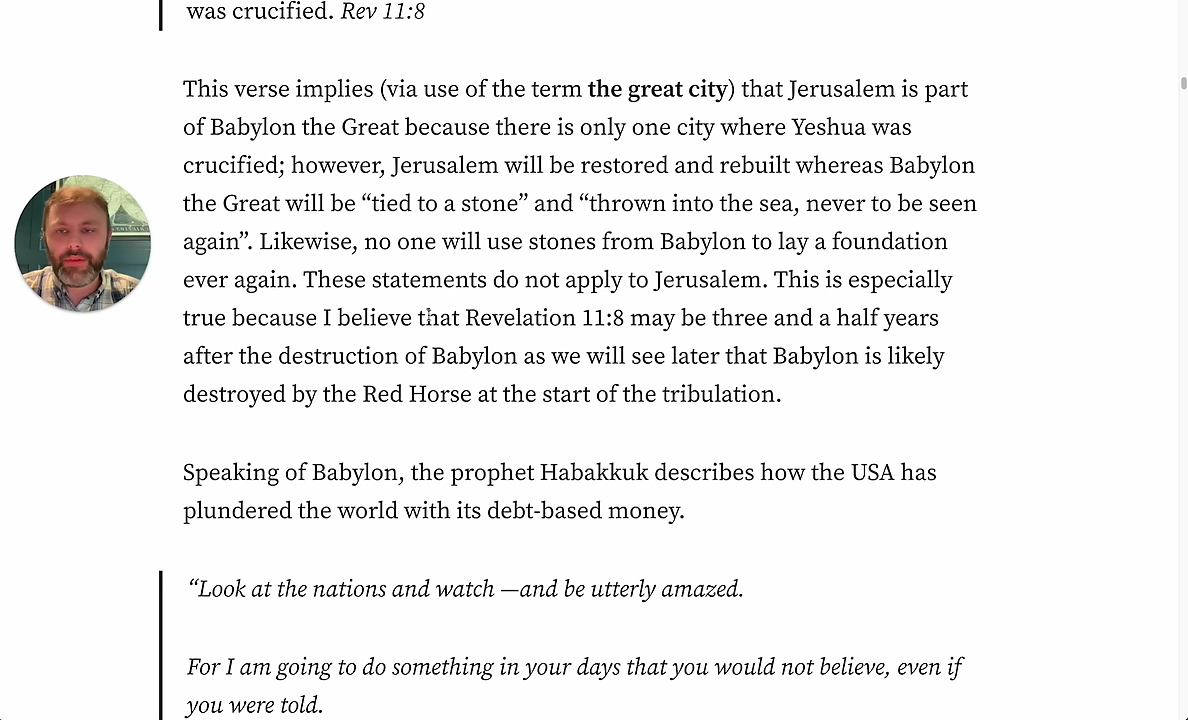 was crucified. Rev 11:8
This verse implies (via use of the term the great city) that Jerusalem is part
of Babylon the Great because there is only one city where Yeshua was
crucified; however, Jerusalem will be restored and rebuilt whereas Babylon
the Great will be “tied to a stone” and “thrown into the sea, never to be seen
again”. Likewise, no one will use stones from Babylon to lay a foundation
ever again. These statements do not apply to Jerusalem. This is especially
true because I believe that Revelation 11:8 may be three and a half years
after the destruction of Babylon as we will see later that Babylon is likely
destroyed by the Red Horse at the start of the tribulation.
Speaking of Babylon, the prophet Habakkuk describes how the USA has
plundered the world with its debt-based money.
“Look at the nations and watch —and be utterly amazed.
For I am going to do something in your days that you would not believe, even if
you were told.